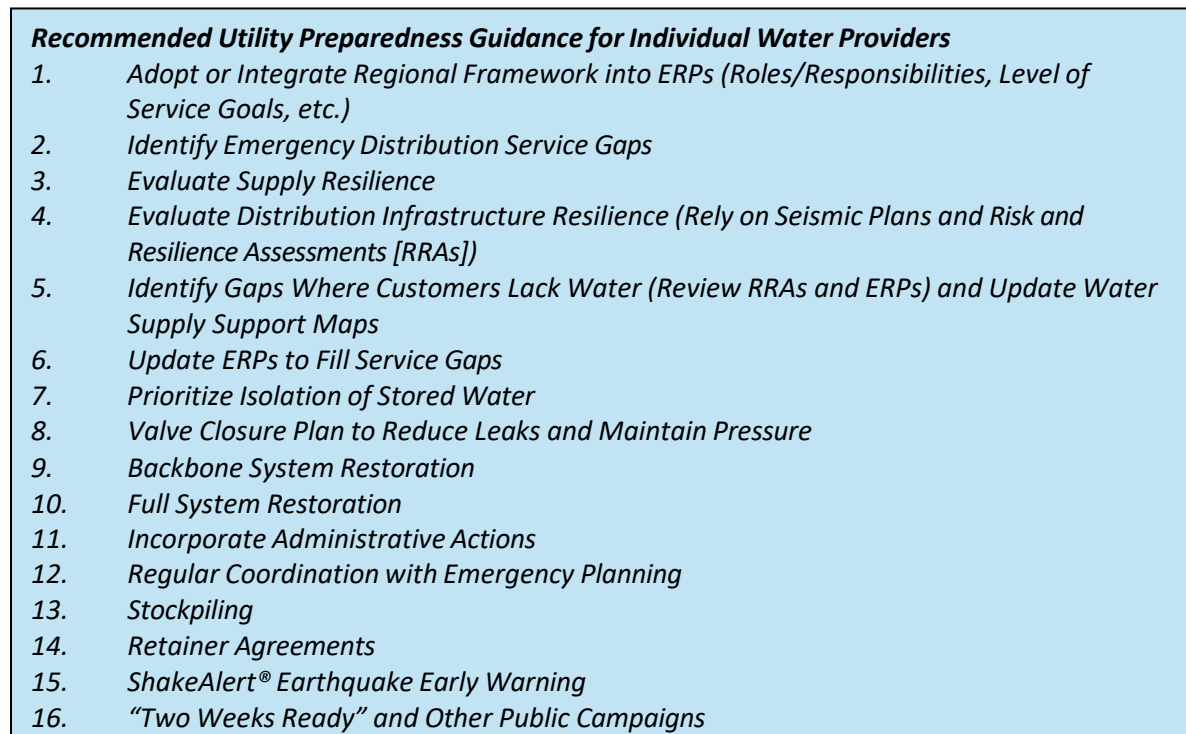 Recommended Utility Preparedness Guidance for Individual Water Providers
1. Adopt or Integrate Regional Framework into ERPs (Roles/Responsibilities, Level of
Service Goals, etc.)
2. Identify Emergency Distribution Service Gaps
3. Evaluate Supply Resilience
4. Evaluate Distribution Infrastructure Resilience (Rely on Seismic Plans and Risk and
Resilience Assessments [RRAs])
5. Identify Gaps Where Customers Lack Water (Review RRAs and ERPs) and Update Water
Supply Support Maps
6. Update ERPs to Fill Service Gaps
7. Prioritize Isolation of Stored Water
8. Valve Closure Plan to Reduce Leaks and Maintain Pressure
9. Backbone System Restoration
10. Full System Restoration
11. Incorporate Administrative Actions
12. Regular Coordination with Emergency Planning
13. Stockpiling
14. Retainer Agreements
15. ShakeAlert® Earthquake Early Warning
16. “Two Weeks Ready” and Other Public Campaigns